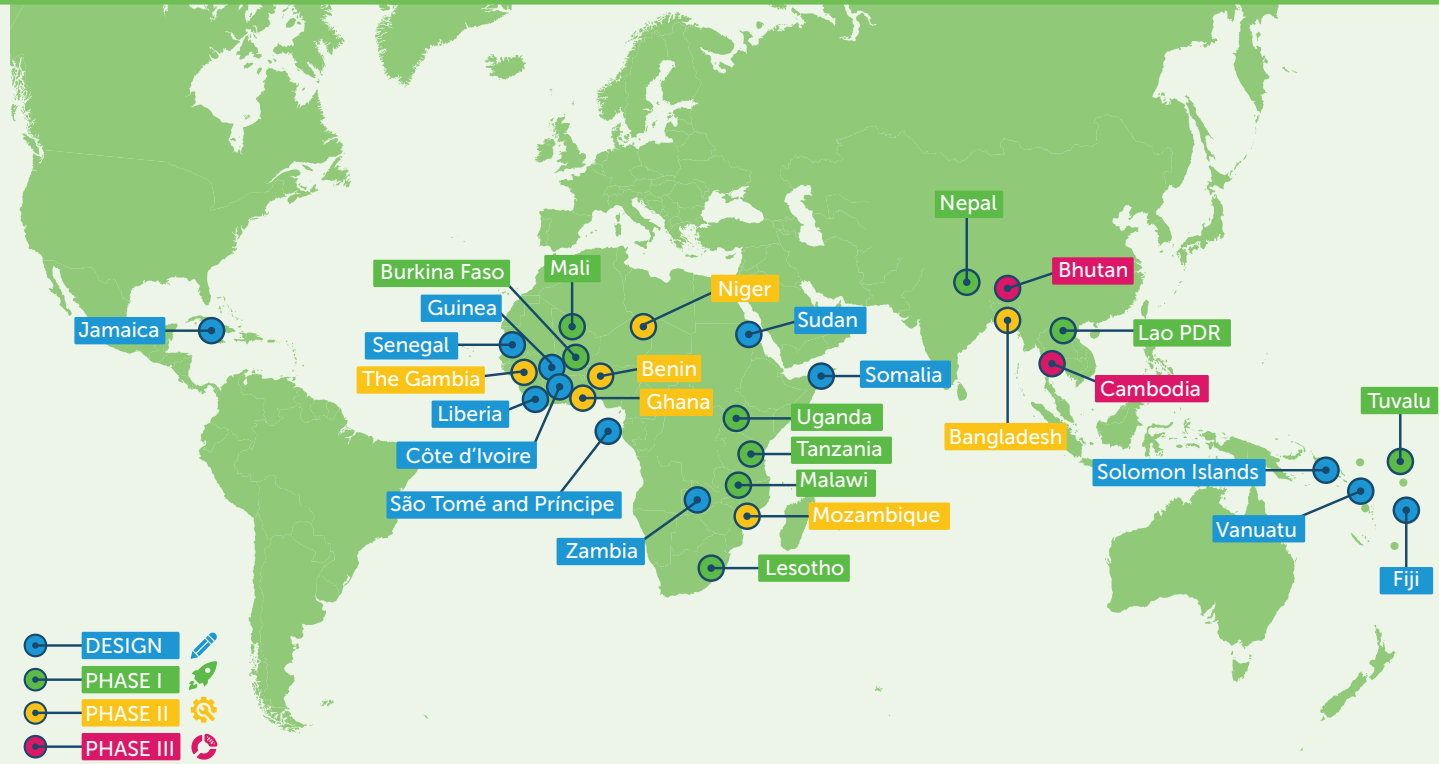 Nepal
Burkina Faso
Mali
Bhutan
Niger
Guinea
Sudan
Jamaica
Lao PDR
Senegal
Benin
The Gambia
Somalia
Cambodia
Ghana
Tuvalu
Liberia
Uganda
Bangladesh
Tanzania
Côte d’Ivoire
Solomon Islands
Malawi
São Tomé and Príncipe
Mozambique
Vanuatu
Zambia
Lesotho
Fiji
DESIGN
PHASE I
PHASE II
PHASE III